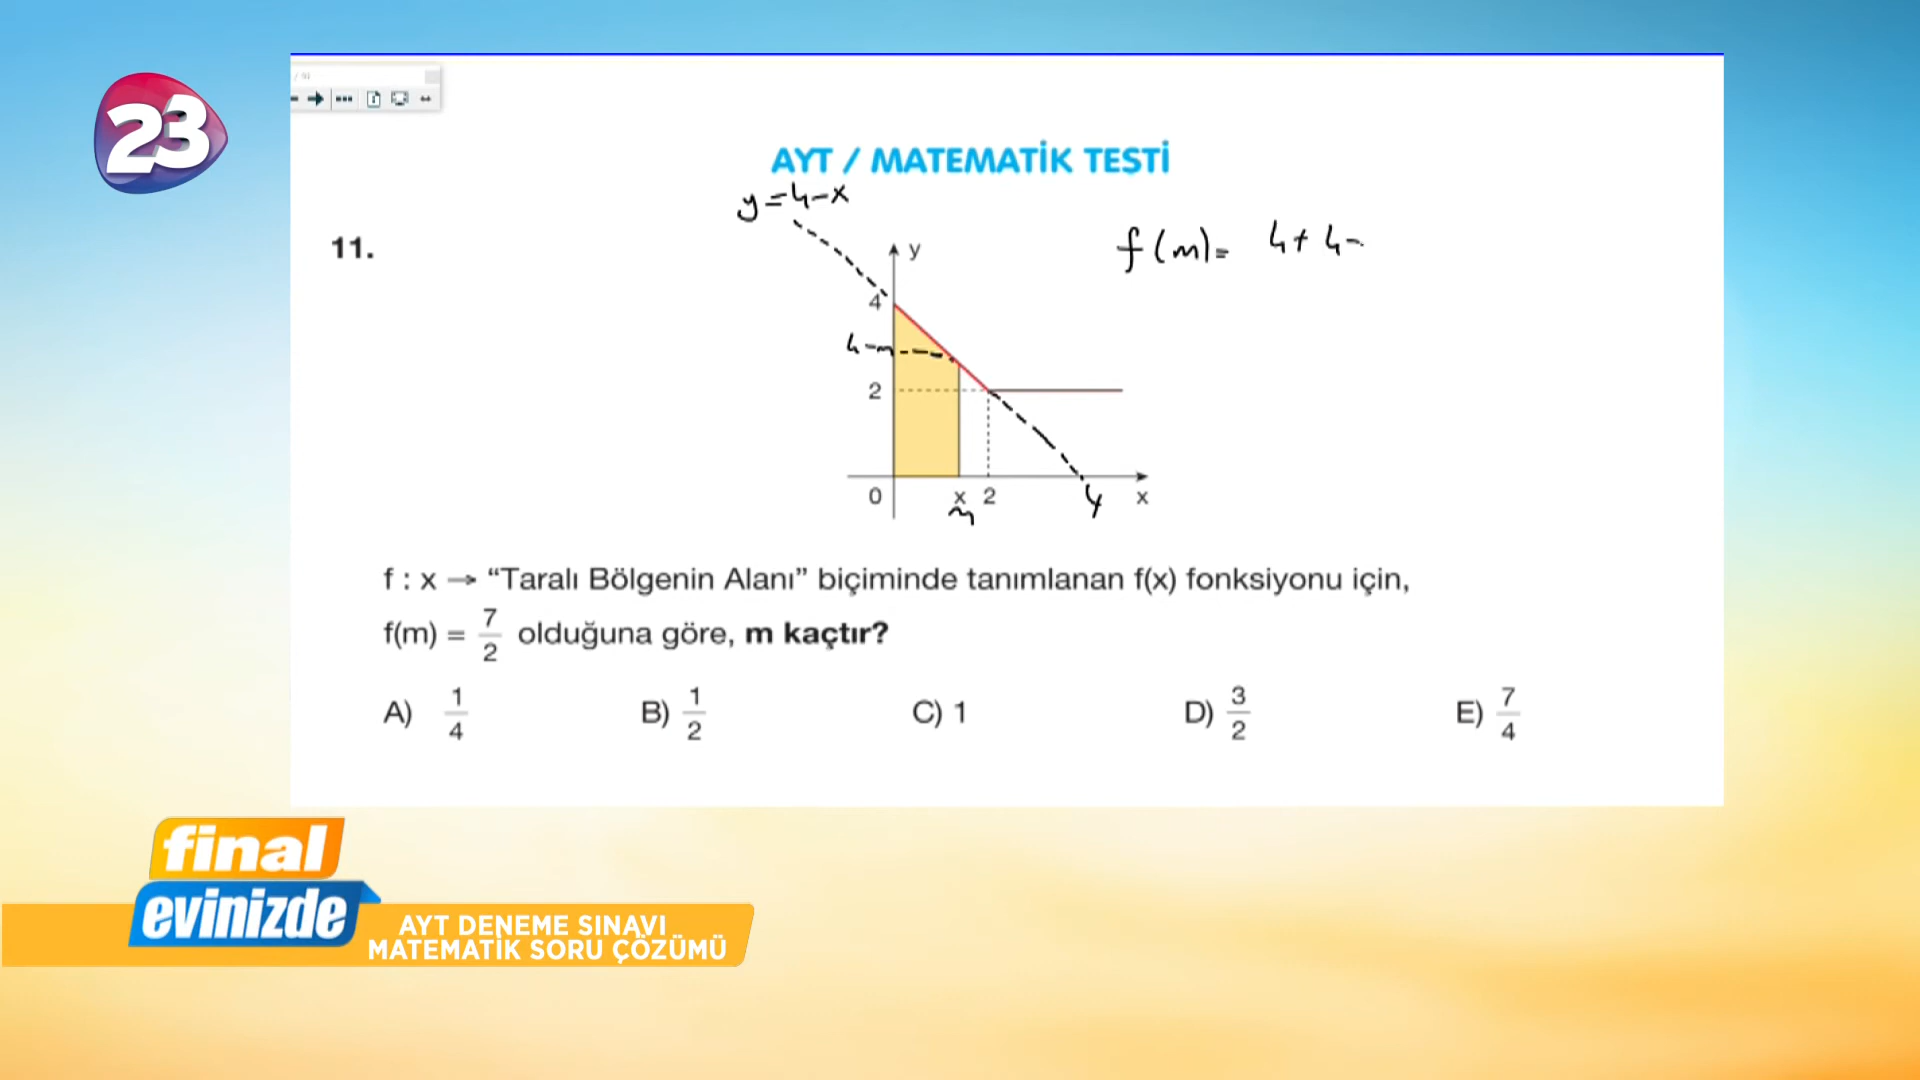 23
AYT / MATEMATİK TESTİ
y = 4 - x
11.
f(m) = 4 + 4 -
y
4
4 - m
2
0 x 2 4 x
m
f : x → “Taralı Bölgenin Alanı” biçiminde tanımlanan f(x) fonksiyonu için,
f(m) = 7/2 olduğuna göre, m kaçtır?
A) 1/4 B) 1/2 C) 1 D) 3/2 E) 7/4
final
evinizde
AYT DENEME SINAVI
MATEMATİK SORU ÇÖZÜMÜ